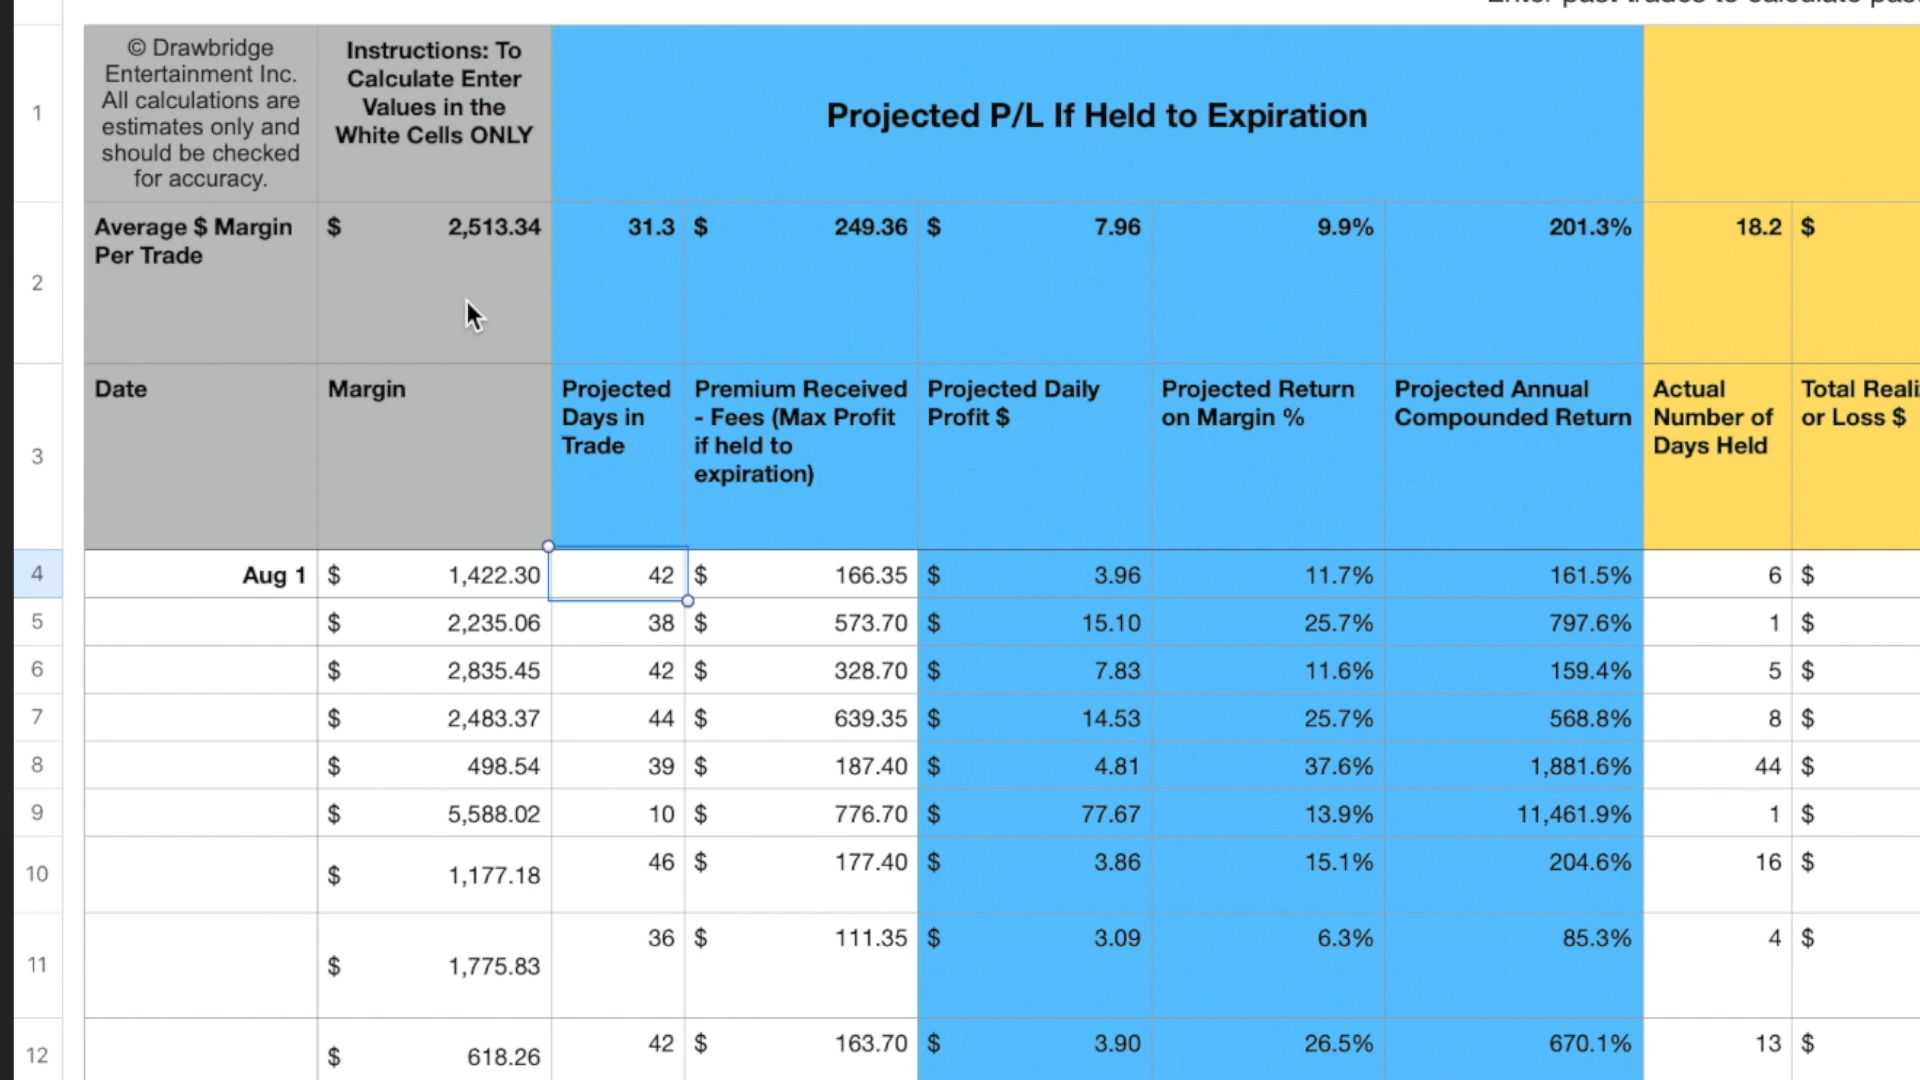 1
© Drawbridge
Entertainment Inc.
All calculations are
estimates only and
should be checked
for accuracy.
Instructions: To
Calculate Enter
Values in the
White Cells ONLY
Projected P/L If Held to Expiration
2
Average $ Margin
Per Trade
$ 2,513.34 31.3 $ 249.36 $ 7.96 9.9% 201.3% 18.2 $
3
Date
Margin
Projected
Days in
Trade
Premium Received
- Fees (Max Profit
if held to
expiration)
Projected Daily
Profit $
Projected Return
on Margin %
Projected Annual
Compounded Return
Actual
Number of
Days Held
Total
or Loss $
4 Aug 1 $ 1,422.30 42 $ 166.35 $ 3.96 11.7% 161.5% 6 $
5 $ 2,235.06 38 $ 573.70 $ 15.10 25.7% 797.6% 1 $
6 $ 2,835.45 42 $ 328.70 $ 7.83 11.6% 159.4% 5 $
7 $ 2,483.37 44 $ 639.35 $ 14.53 25.7% 568.8% 8 $
8 $ 498.54 39 $ 187.40 $ 4.81 37.6% 1,881.6% 44 $
9 $ 5,588.02 10 $ 776.70 $ 77.67 13.9% 11,461.9% 1 $
10 $ 1,177.18 46 $ 177.40 $ 3.86 15.1% 204.6% 16 $
11 $ 1,775.83 36 $ 111.35 $ 3.09 6.3% 85.3% 4 $
12 $ 618.26 42 $ 163.70 $ 3.90 26.5% 670.1% 13 $